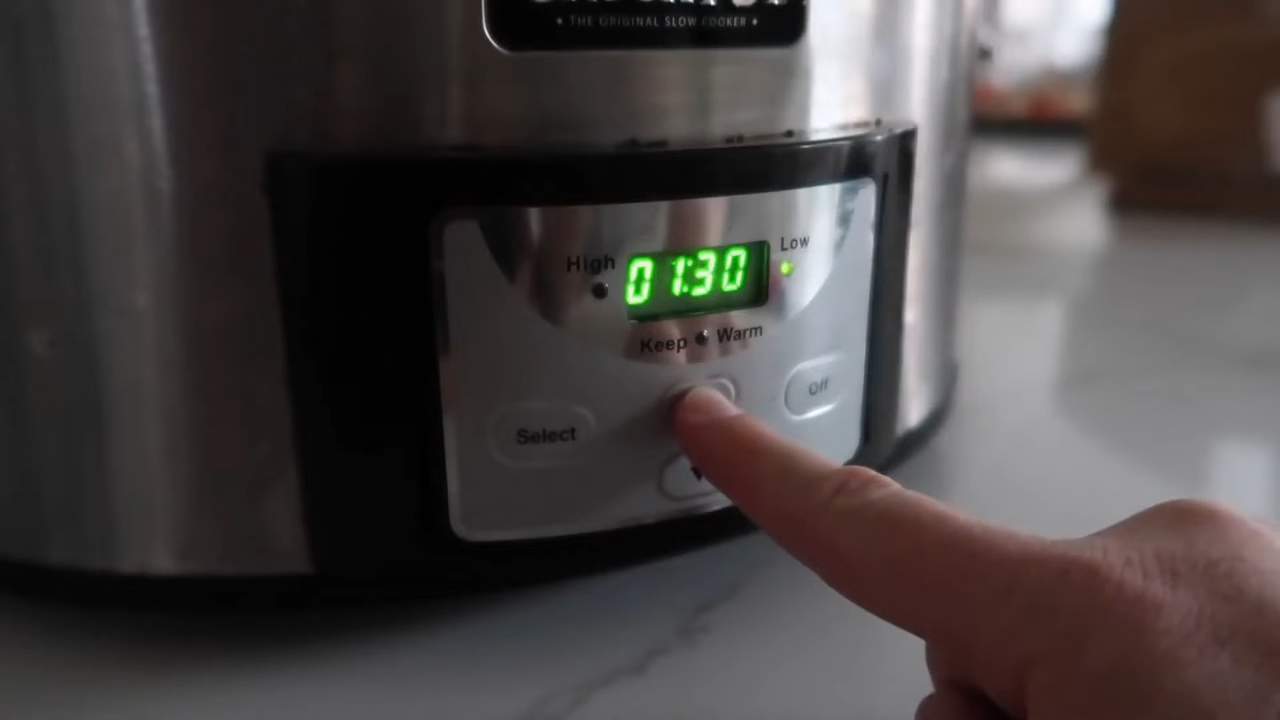 • THE ORIGINAL SLOW COOKER •
High
01:30
Low
Keep Warm
Off
Select